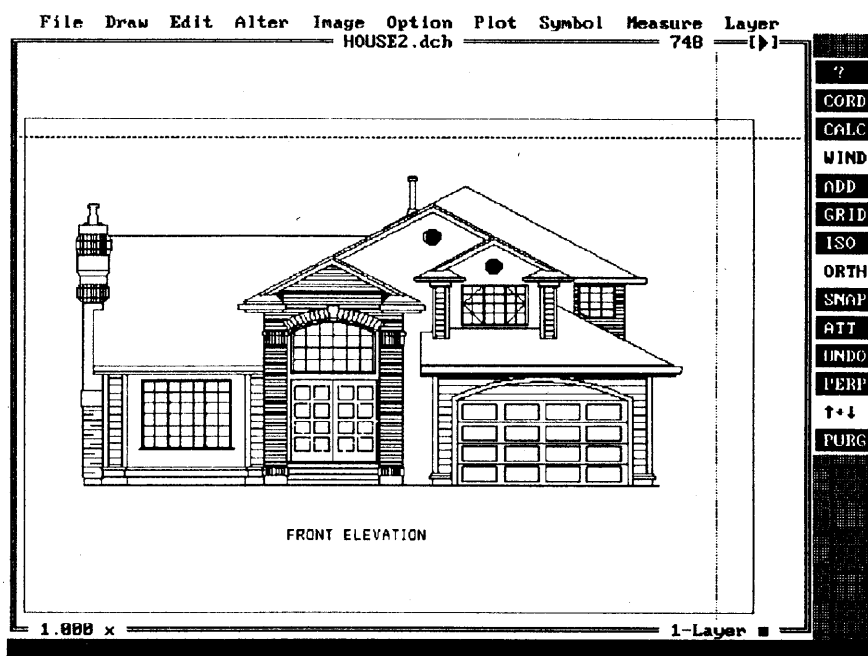 File Draw Edit Alter Image Option Plot Symbol Measure Layer
HOUSE2.dch 74B [▶]
?
CORD
CALC
WIND
ADD
GRID
ISO
ORTH
SNAP
ATT
UNDO
PERP
↑+↓
PURG
FRONT ELEVATION
1.000 x 1-Layer ■